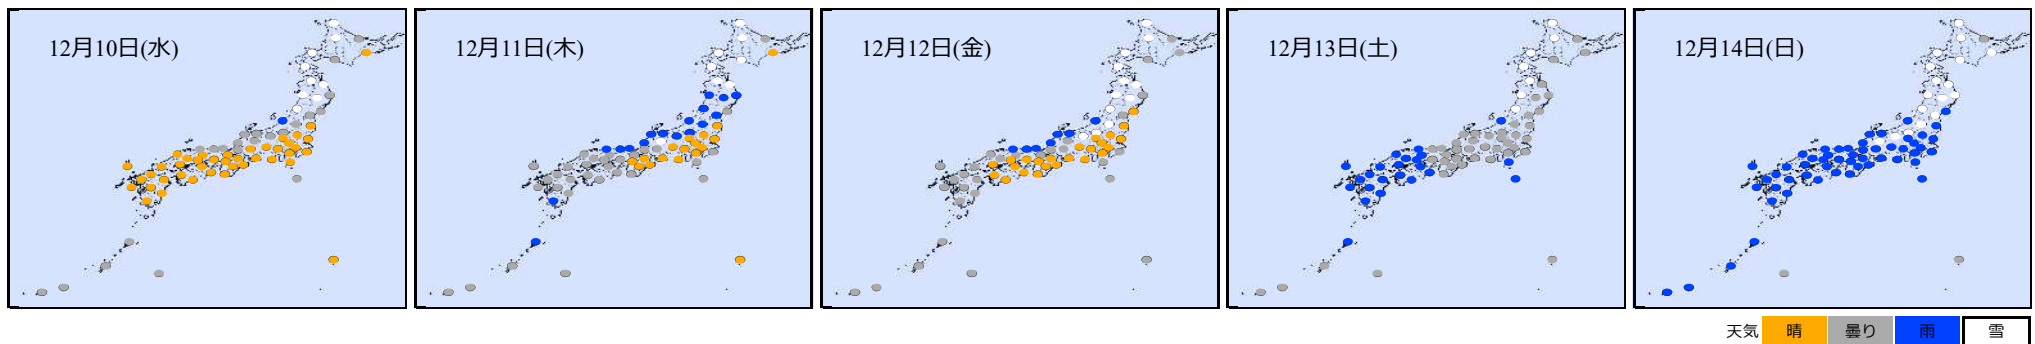 12月10日(水)
12月11日(木)
12月12日(金)
12月13日(土)
12月14日(日)
天気 晴 曇り 雨 雪